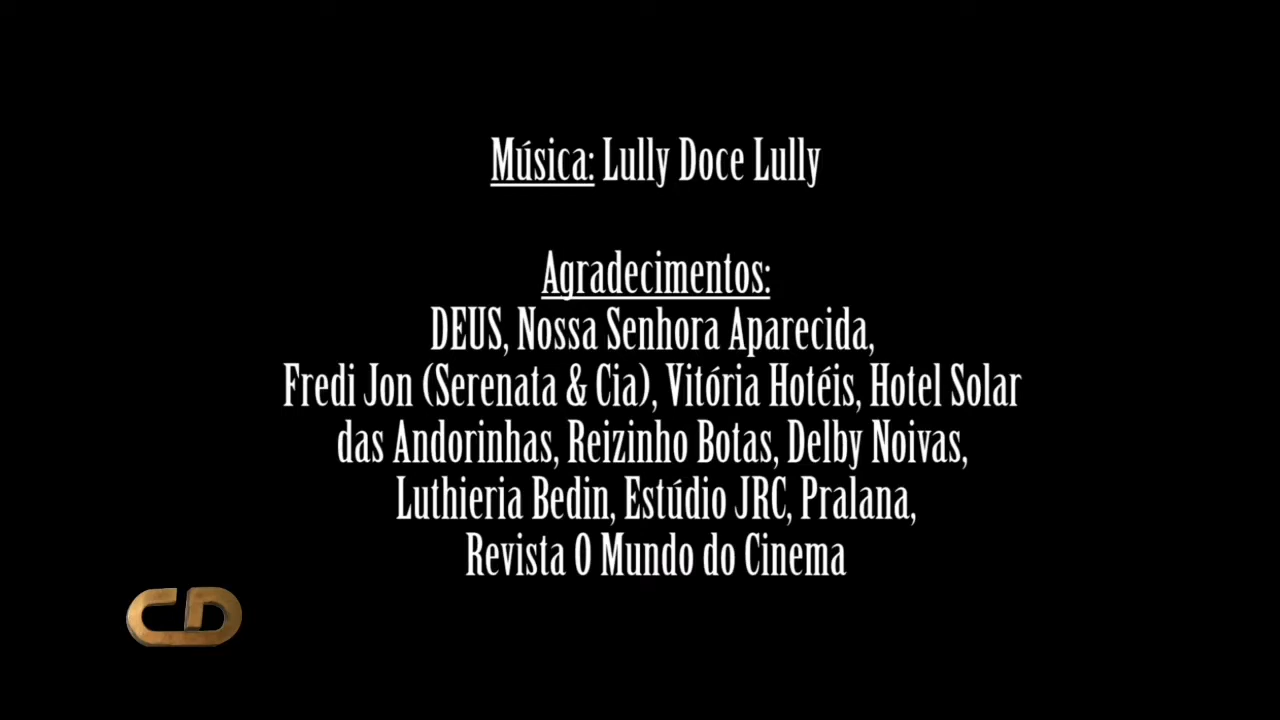 Música: Lully Doce Lully
Agradecimentos:
DEUS, Nossa Senhora Aparecida,
Fredi Jon (Serenata & Cia), Vitória Hotéis, Hotel Solar
das Andorinhas, Reizinho Botas, Delby Noivas,
Luthieria Bedin, Estúdio JRC, Pralana,
Revista O Mundo do Cinema
CD